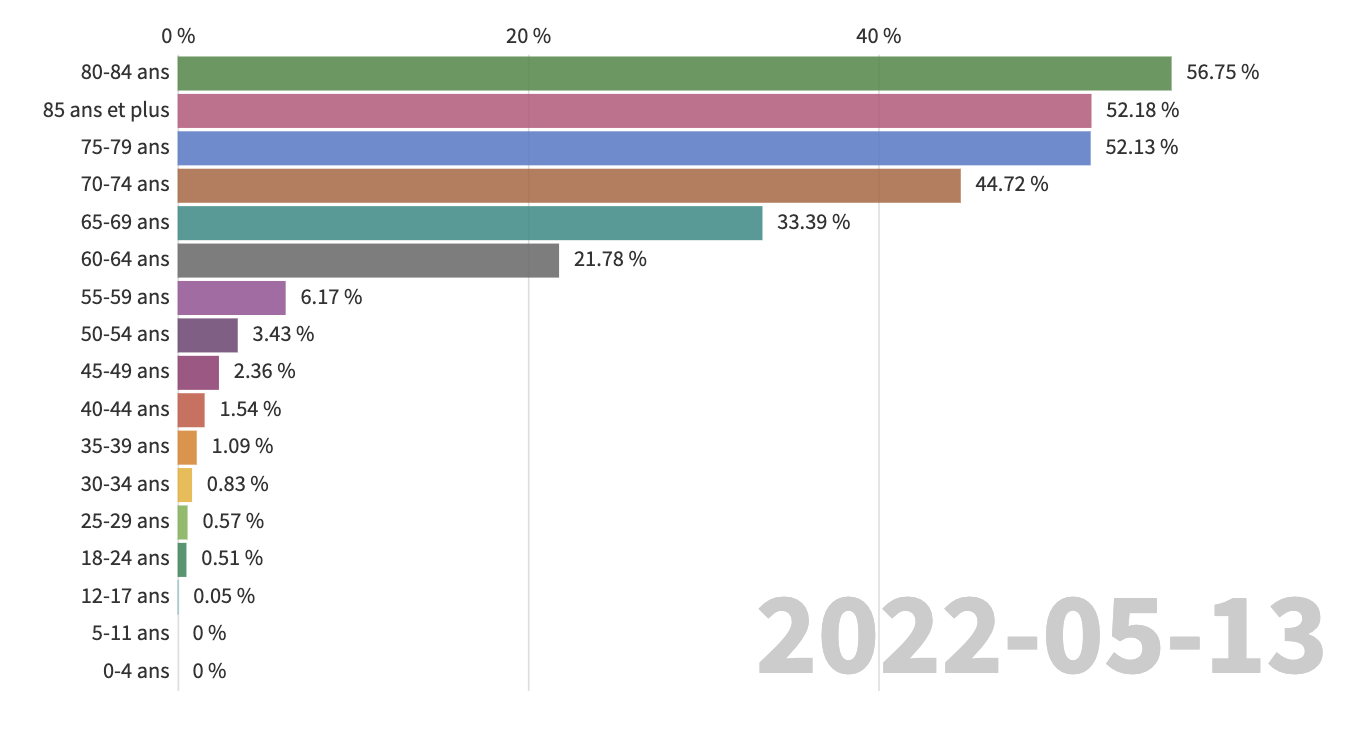 0 % 20 % 40 %
80-84 ans 56.75 %
85 ans et plus 52.18 %
75-79 ans 52.13 %
70-74 ans 44.72 %
65-69 ans 33.39 %
60-64 ans 21.78 %
55-59 ans 6.17 %
50-54 ans 3.43 %
45-49 ans 2.36 %
40-44 ans 1.54 %
35-39 ans 1.09 %
30-34 ans 0.83 %
25-29 ans 0.57 %
18-24 ans 0.51 %
12-17 ans 0.05 %
5-11 ans 0 %
0-4 ans 0 %
2022-05-13